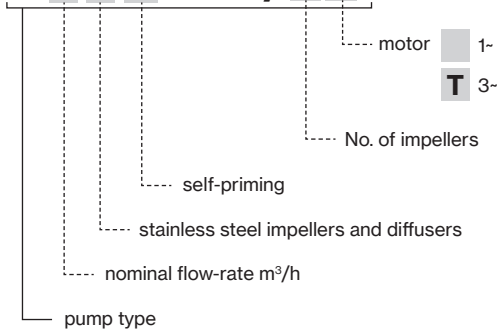 motor 1~
T 3~
No. of impellers
self-priming
stainless steel impellers and diffusers
nominal flow-rate m³/h
pump type